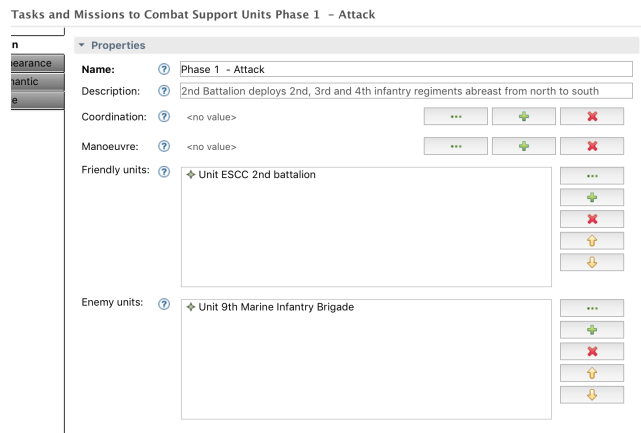 Tasks and Missions to Combat Support Units Phase 1 – Attack
n
Properties
pearance
Name: Phase 1 - Attack
mantic
Description: 2nd Battalion deploys 2nd, 3rd and 4th infantry regiments abreast from north to south
e
Coordination: <no value>
Manoeuvre: <no value>
Friendly units:
Unit ESCC 2nd battalion
Enemy units:
Unit 9th Marine Infantry Brigade